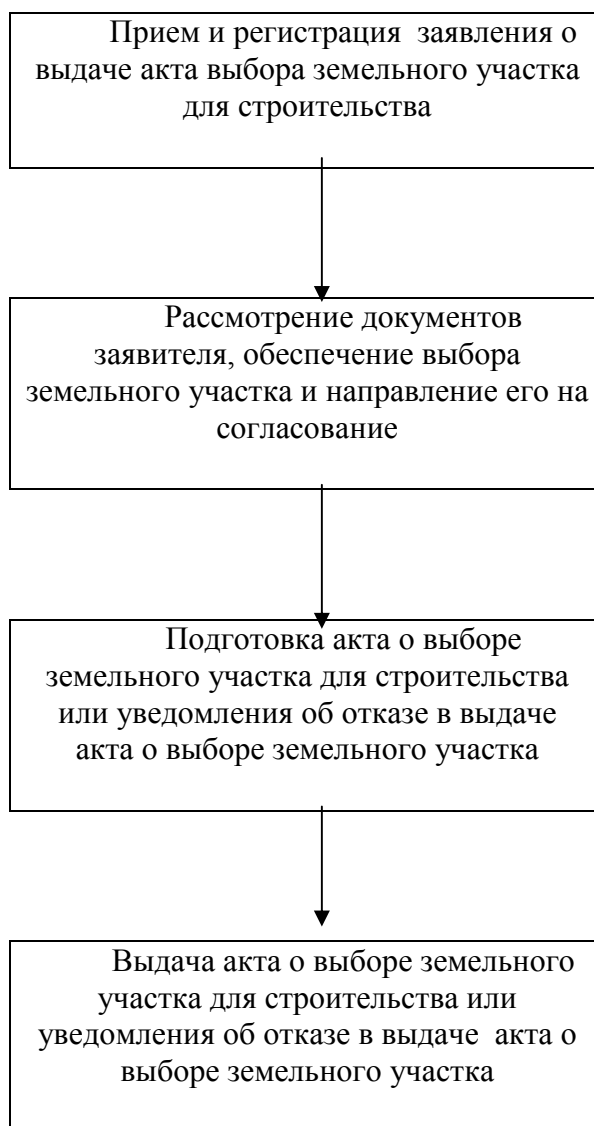 Прием и регистрация  заявления о
выдаче акта выбора земельного участка
для строительства
Рассмотрение документов
заявителя, обеспечение выбора
земельного участка и направление его на
согласование
Подготовка акта о выборе
земельного участка для строительства
или уведомления об отказе в выдаче
акта о выборе земельного участка
Выдача акта о выборе земельного
участка для строительства или
уведомления об отказе в выдаче  акта о
выборе земельного участка